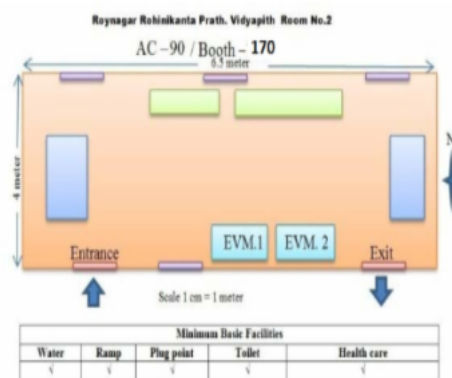 Roynagar Rohinikanta Prath. Vidyapith Room No.2
AC-90 / Booth - 170
6.5 meter
4 meter
N
EVM.1 EVM. 2
Entrance Exit
Scale 1 cm = 1 meter
Minimum Basic Facilities
Water Ramp Plug point Toilet Health care
√ √ √ √ √